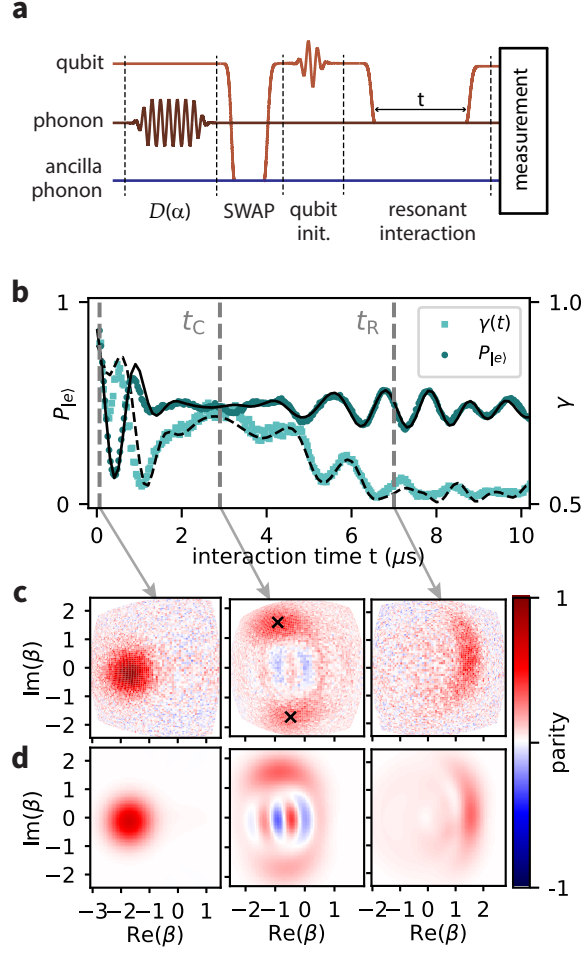 a
qubit
phonon
ancilla
phonon
t
measurement
D(α)
SWAP
qubit
init.
resonant
interaction
b
1
0
P|e⟩
t_C
t_R
γ(t)
P|e⟩
1.0
0.5
γ
0 2 4 6 8 10
interaction time t (μs)
c
2
1
0
−1
−2
Im(β)
d
2
1
0
−1
−2
Im(β)
−3 −2 −1 0 1
−2 −1 0 1
−2 −1 0 1 2
Re(β)
Re(β)
Re(β)
1
-1
parity